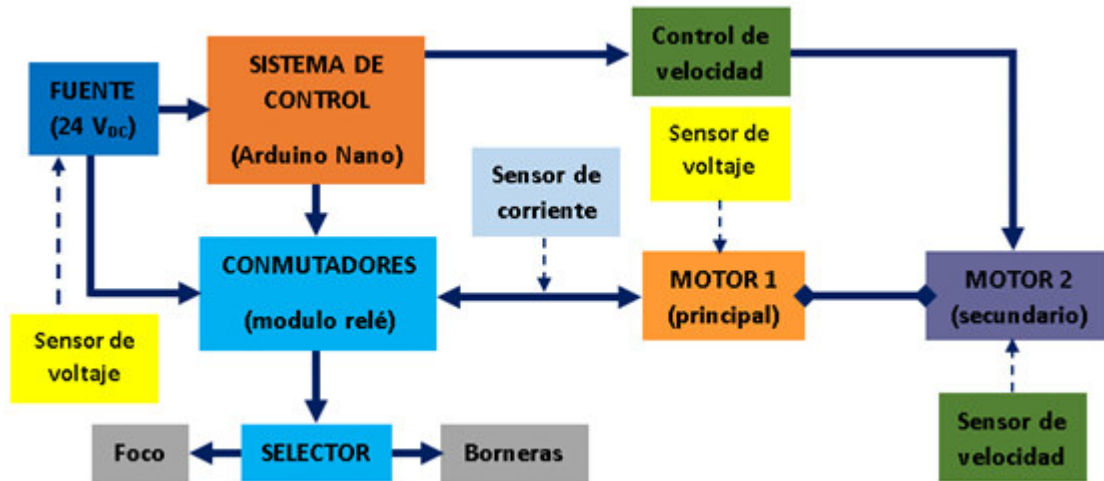 FUENTE
(24 VDC)
SISTEMA DE
CONTROL
(Arduino Nano)
Control de
velocidad
Sensor de
voltaje
Sensor de
corriente
CONMUTADORES
(modulo relé)
MOTOR 1
(principal)
MOTOR 2
(secundario)
Sensor de
voltaje
Foco
SELECTOR
Borneras
Sensor de
velocidad